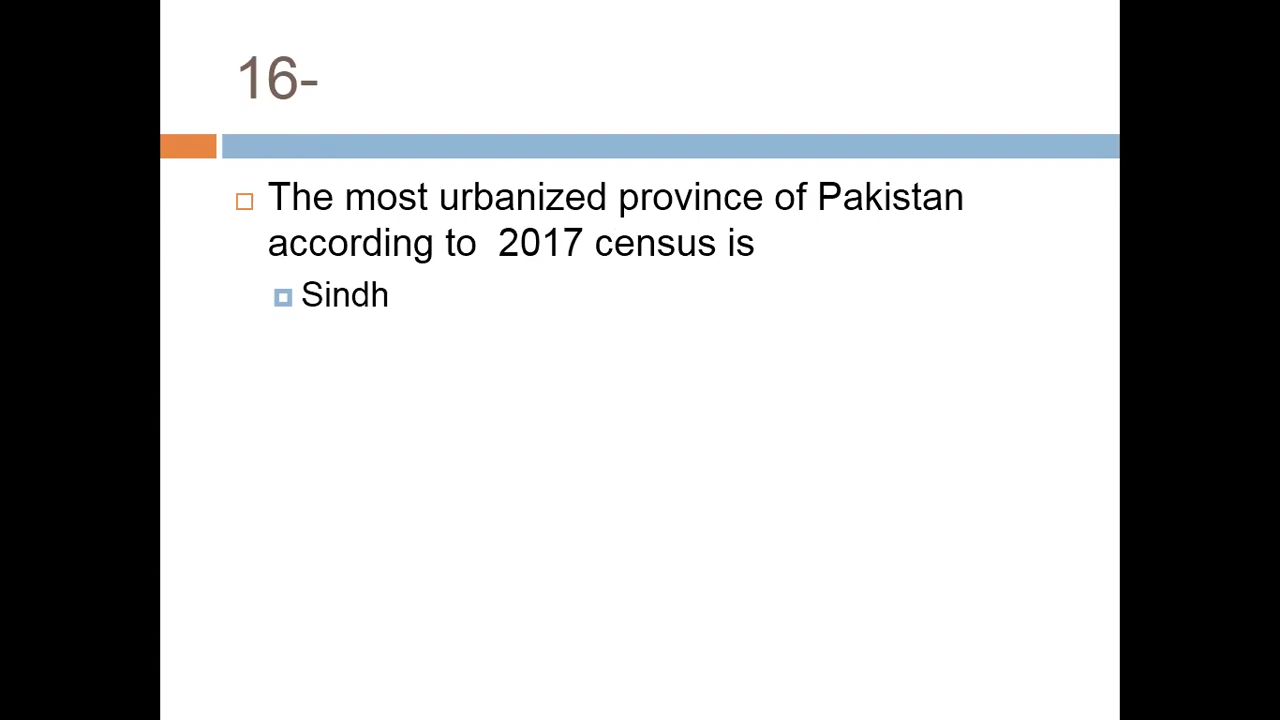 16-
The most urbanized province of Pakistan
according to  2017 census is
Sindh